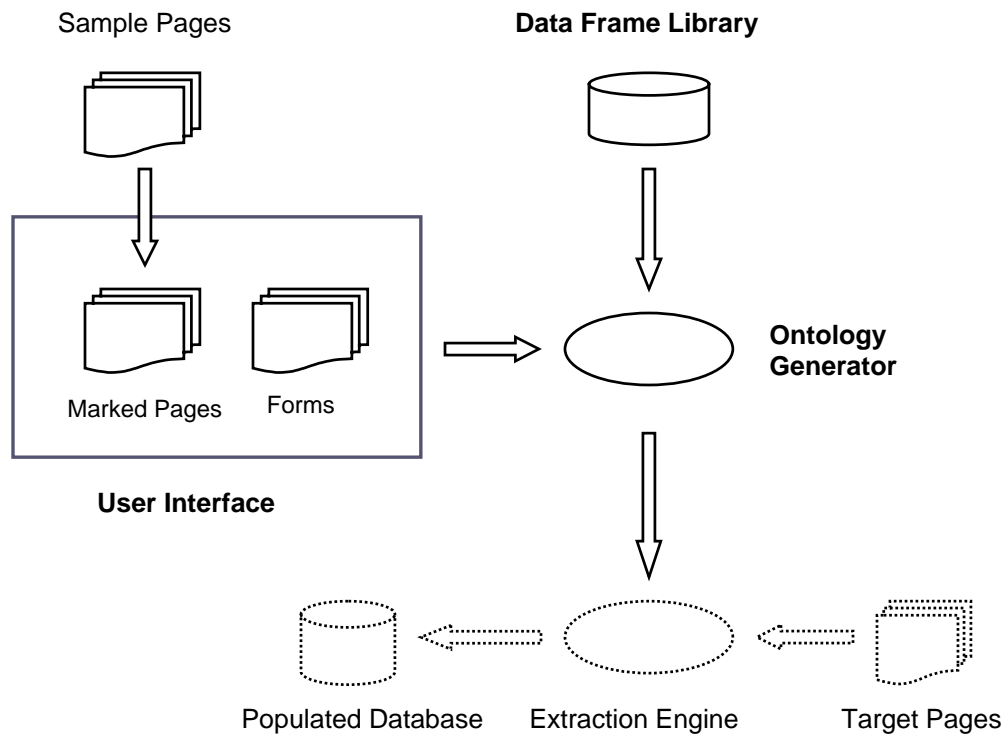 Sample Pages
Data Frame Library
Ontology
Generator
Marked Pages
Forms
User Interface
Populated Database
Extraction Engine
Target Pages